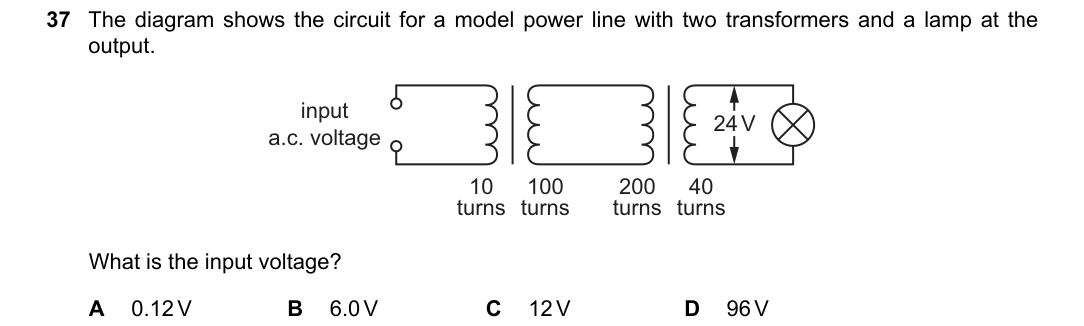 37 The diagram shows the circuit for a model power line with two transformers and a lamp at the
output.
input
a.c. voltage
24 V
10 100 200 40
turns turns turns turns
What is the input voltage?
A 0.12 V B 6.0 V C 12 V D 96 V